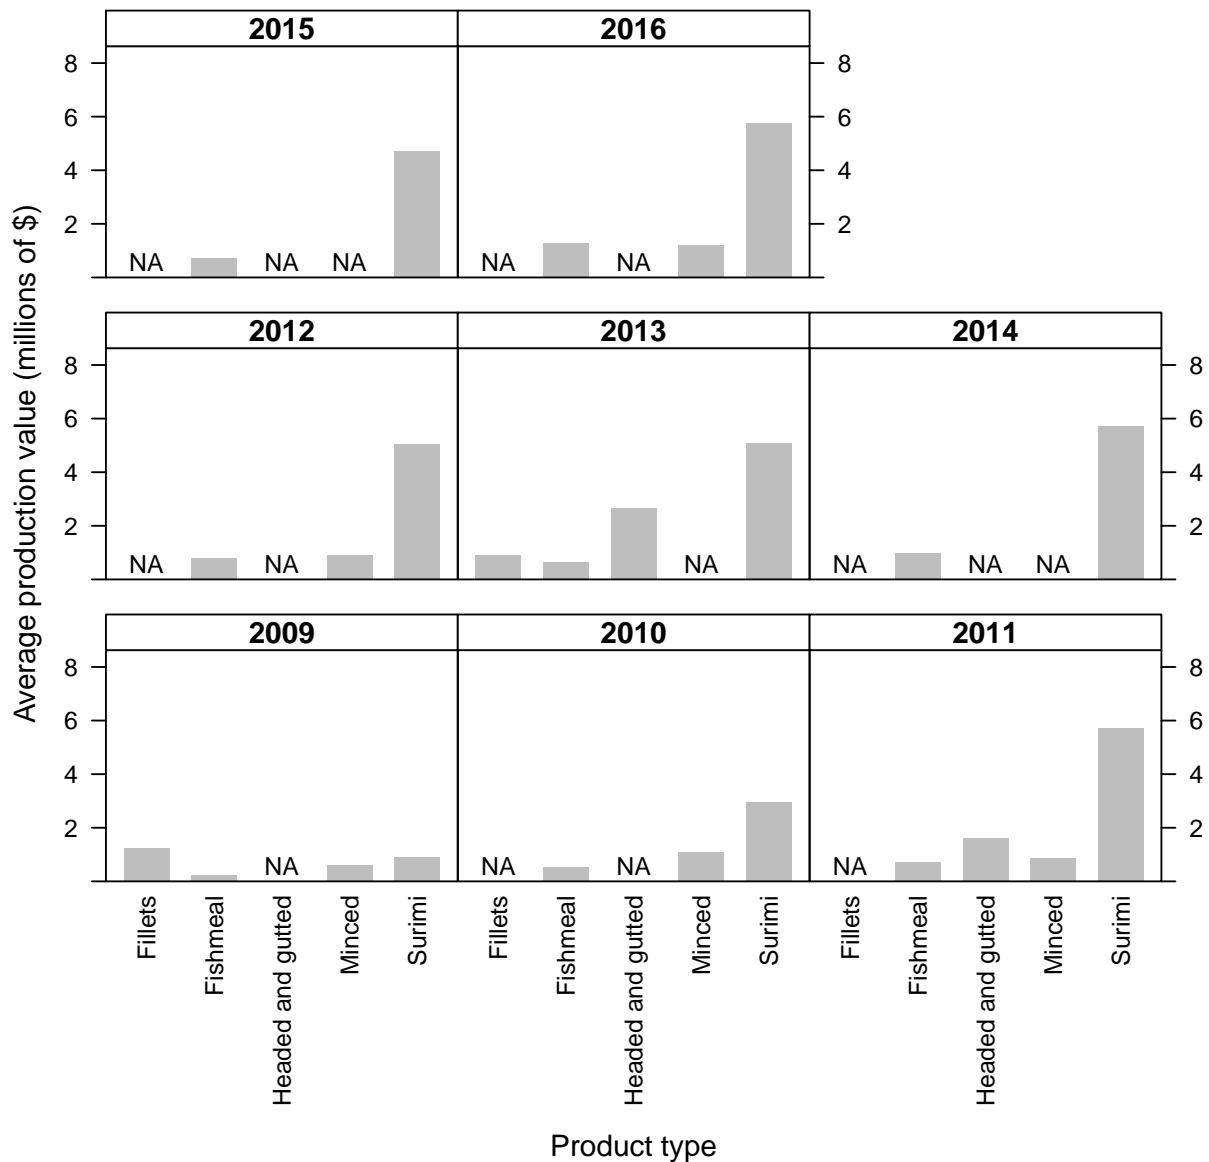 2015 2016
8 8
6 6
4 4
2 2
NA NA NA NA NA
2012 2013 2014
8 8
6 6
4 4
2 2
NA NA NA NA NA NA
2009 2010 2011
8 8
6 6
4 4
2 2
NA NA NA NA
Fillets Fishmeal Headed and gutted Minced Surimi Fillets Fishmeal Headed and gutted Minced Surimi Fillets Fishmeal Headed and gutted Minced Surimi
Product type
Average production value (millions of $)